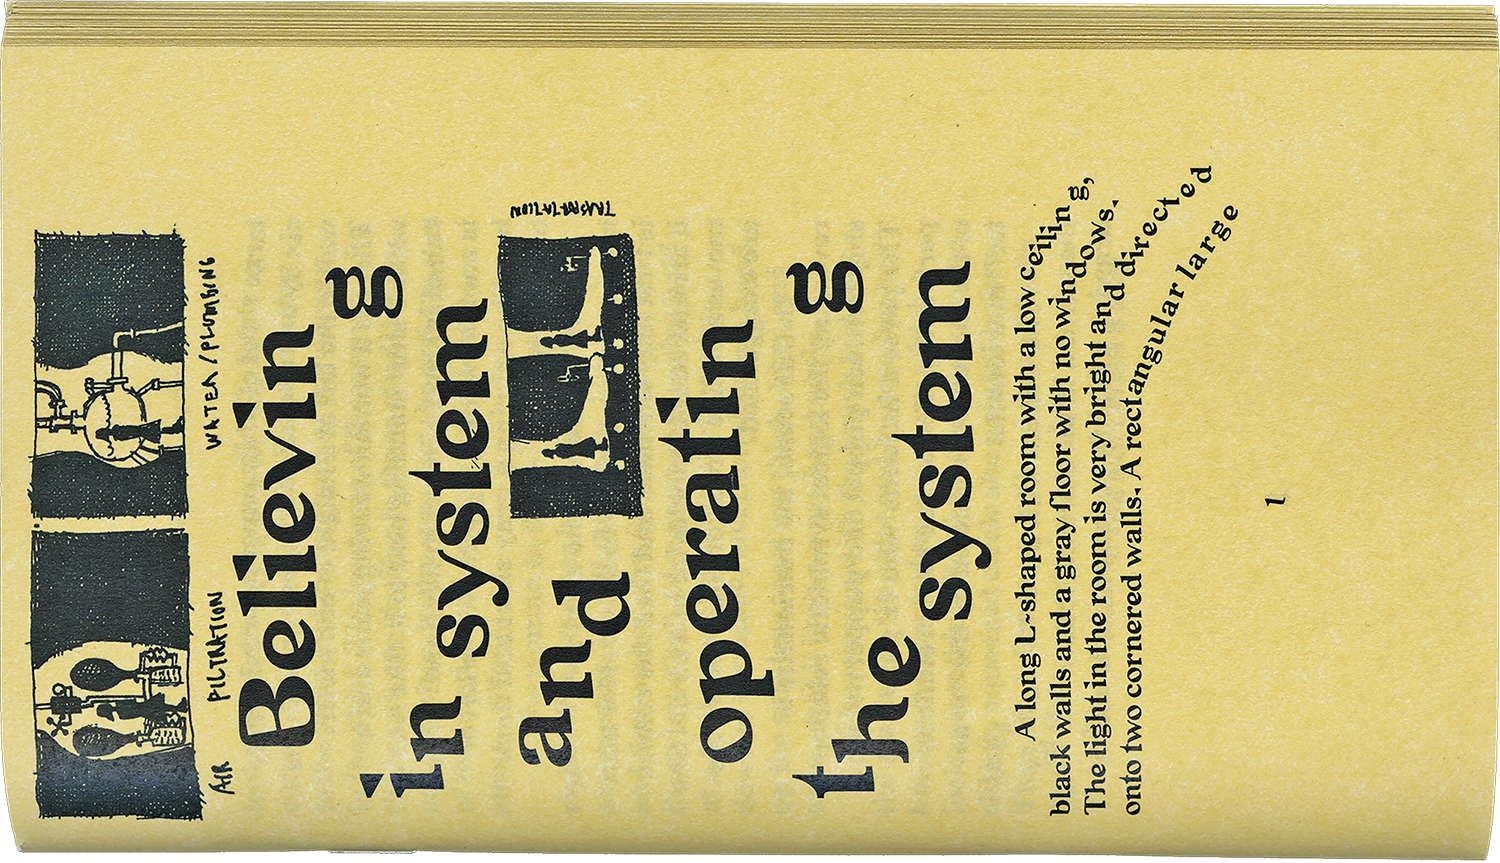 AIR FILTRATION WATER / PLUMBING
Believing
in system
and
TRASPORTATION
operating
the system
A long L-shaped room with a low ceiling,
black walls and a gray floor with no windows.
The light in the room is very bright and directed
onto two cornered walls. A rectangular large
1